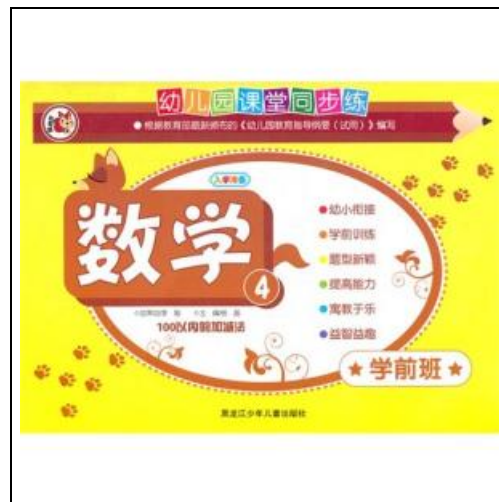 幼儿园课堂同步练
●根据教育部最新颁布的《幼儿园教育指导纲要(试行)》编写
入学准备
数学
4
100以内的加减法
●幼小衔接
●学前训练
●题型新颖
●提高能力
●寓教于乐
●益智益趣
★学前班★
黑龙江少年儿童出版社